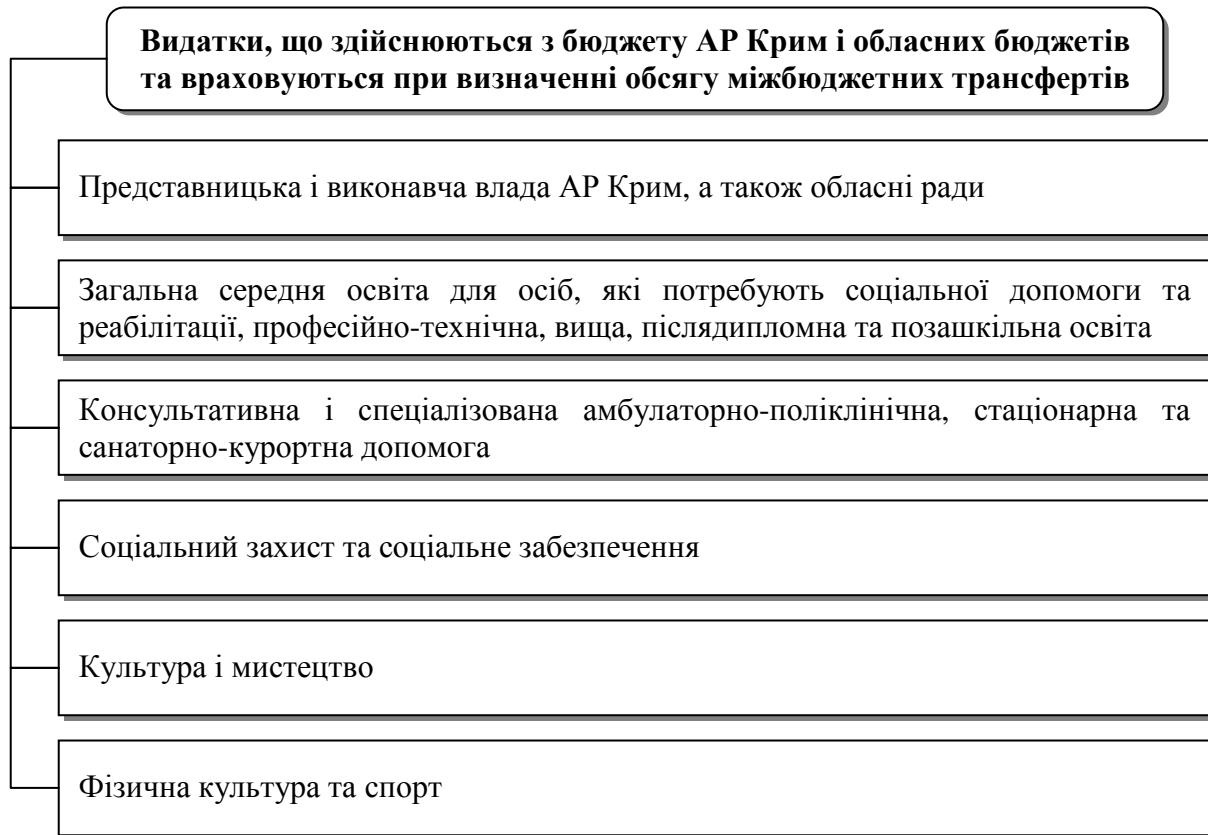 Видатки, що здійснюються з бюджету АР Крим і обласних бюджетів
та враховуються при визначенні обсягу міжбюджетних трансфертів
Представницька і виконавча влада АР Крим, а також обласні ради
Загальна середня освіта для осіб, які потребують соціальної допомоги та
реабілітації, професійно-технічна, вища, післядипломна та позашкільна освіта
Консультативна і спеціалізована амбулаторно-поліклінічна, стаціонарна та
санаторно-курортна допомога
Соціальний захист та соціальне забезпечення
Культура і мистецтво
Фізична культура та спорт